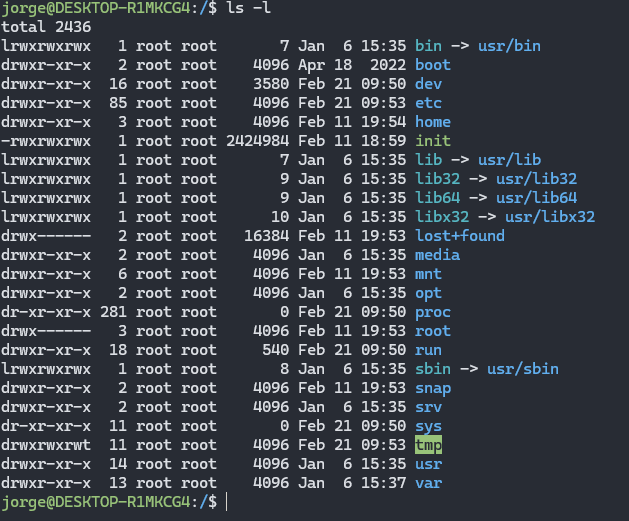 jorge@DESKTOP-R1MKCG4:/$ ls -l
total 2436
lrwxrwxrwx   1 root root       7 Jan  6 15:35 bin -> usr/bin
drwxr-xr-x   2 root root    4096 Apr 18  2022 boot
drwxr-xr-x  16 root root    3580 Feb 21 09:50 dev
drwxr-xr-x  85 root root    4096 Feb 21 09:50 etc
drwxr-xr-x   3 root root    4096 Feb 11 19:54 home
-rwxrwxrwx   1 root root 2424984 Feb 11 18:59 init
lrwxrwxrwx   1 root root       7 Jan  6 15:35 lib -> usr/lib
lrwxrwxrwx   1 root root       9 Jan  6 15:35 lib32 -> usr/lib32
lrwxrwxrwx   1 root root       9 Jan  6 15:35 lib64 -> usr/lib64
lrwxrwxrwx   1 root root      10 Jan  6 15:35 libx32 -> usr/libx32
drwx------   2 root root   16384 Feb 11 19:53 lost+found
drwxr-xr-x   2 root root    4096 Jan  6 15:35 media
drwxr-xr-x   6 root root    4096 Feb 11 19:53 mnt
drwxr-xr-x   2 root root    4096 Jan  6 15:35 opt
dr-xr-xr-x 281 root root       0 Feb 21 09:50 proc
drwx------   3 root root    4096 Feb 11 19:53 root
drwxr-xr-x  18 root root     540 Feb 21 09:50 run
lrwxrwxrwx   1 root root       8 Jan  6 15:35 sbin -> usr/sbin
drwxr-xr-x   2 root root    4096 Feb 11 19:53 snap
drwxr-xr-x   2 root root    4096 Jan  6 15:35 srv
dr-xr-xr-x  11 root root       0 Feb 21 09:50 sys
drwxrwxrwt  11 root root    4096 Feb 21 09:53 tmp
drwxr-xr-x  14 root root    4096 Jan  6 15:35 usr
drwxr-xr-x  13 root root    4096 Jan  6 15:37 var
jorge@DESKTOP-R1MKCG4:/$